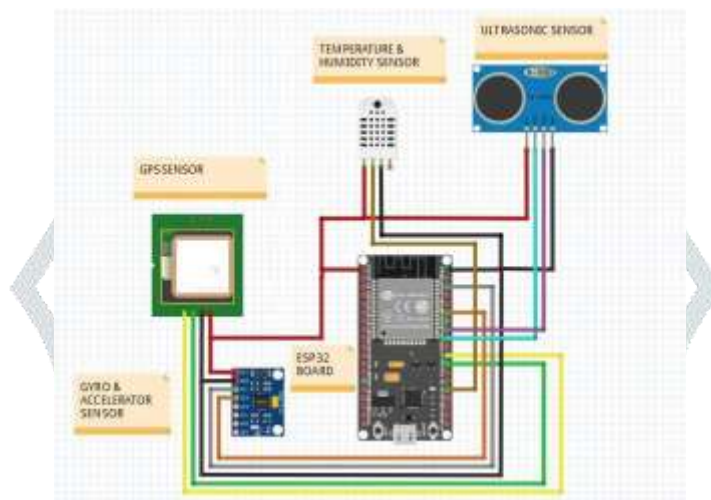 ULTRASONIC SENSOR
TEMPERATURE &
HUMIDITY SENSOR
GPS SENSOR
ESP32
BOARD
GYRO &
ACCELERATOR
SENSOR